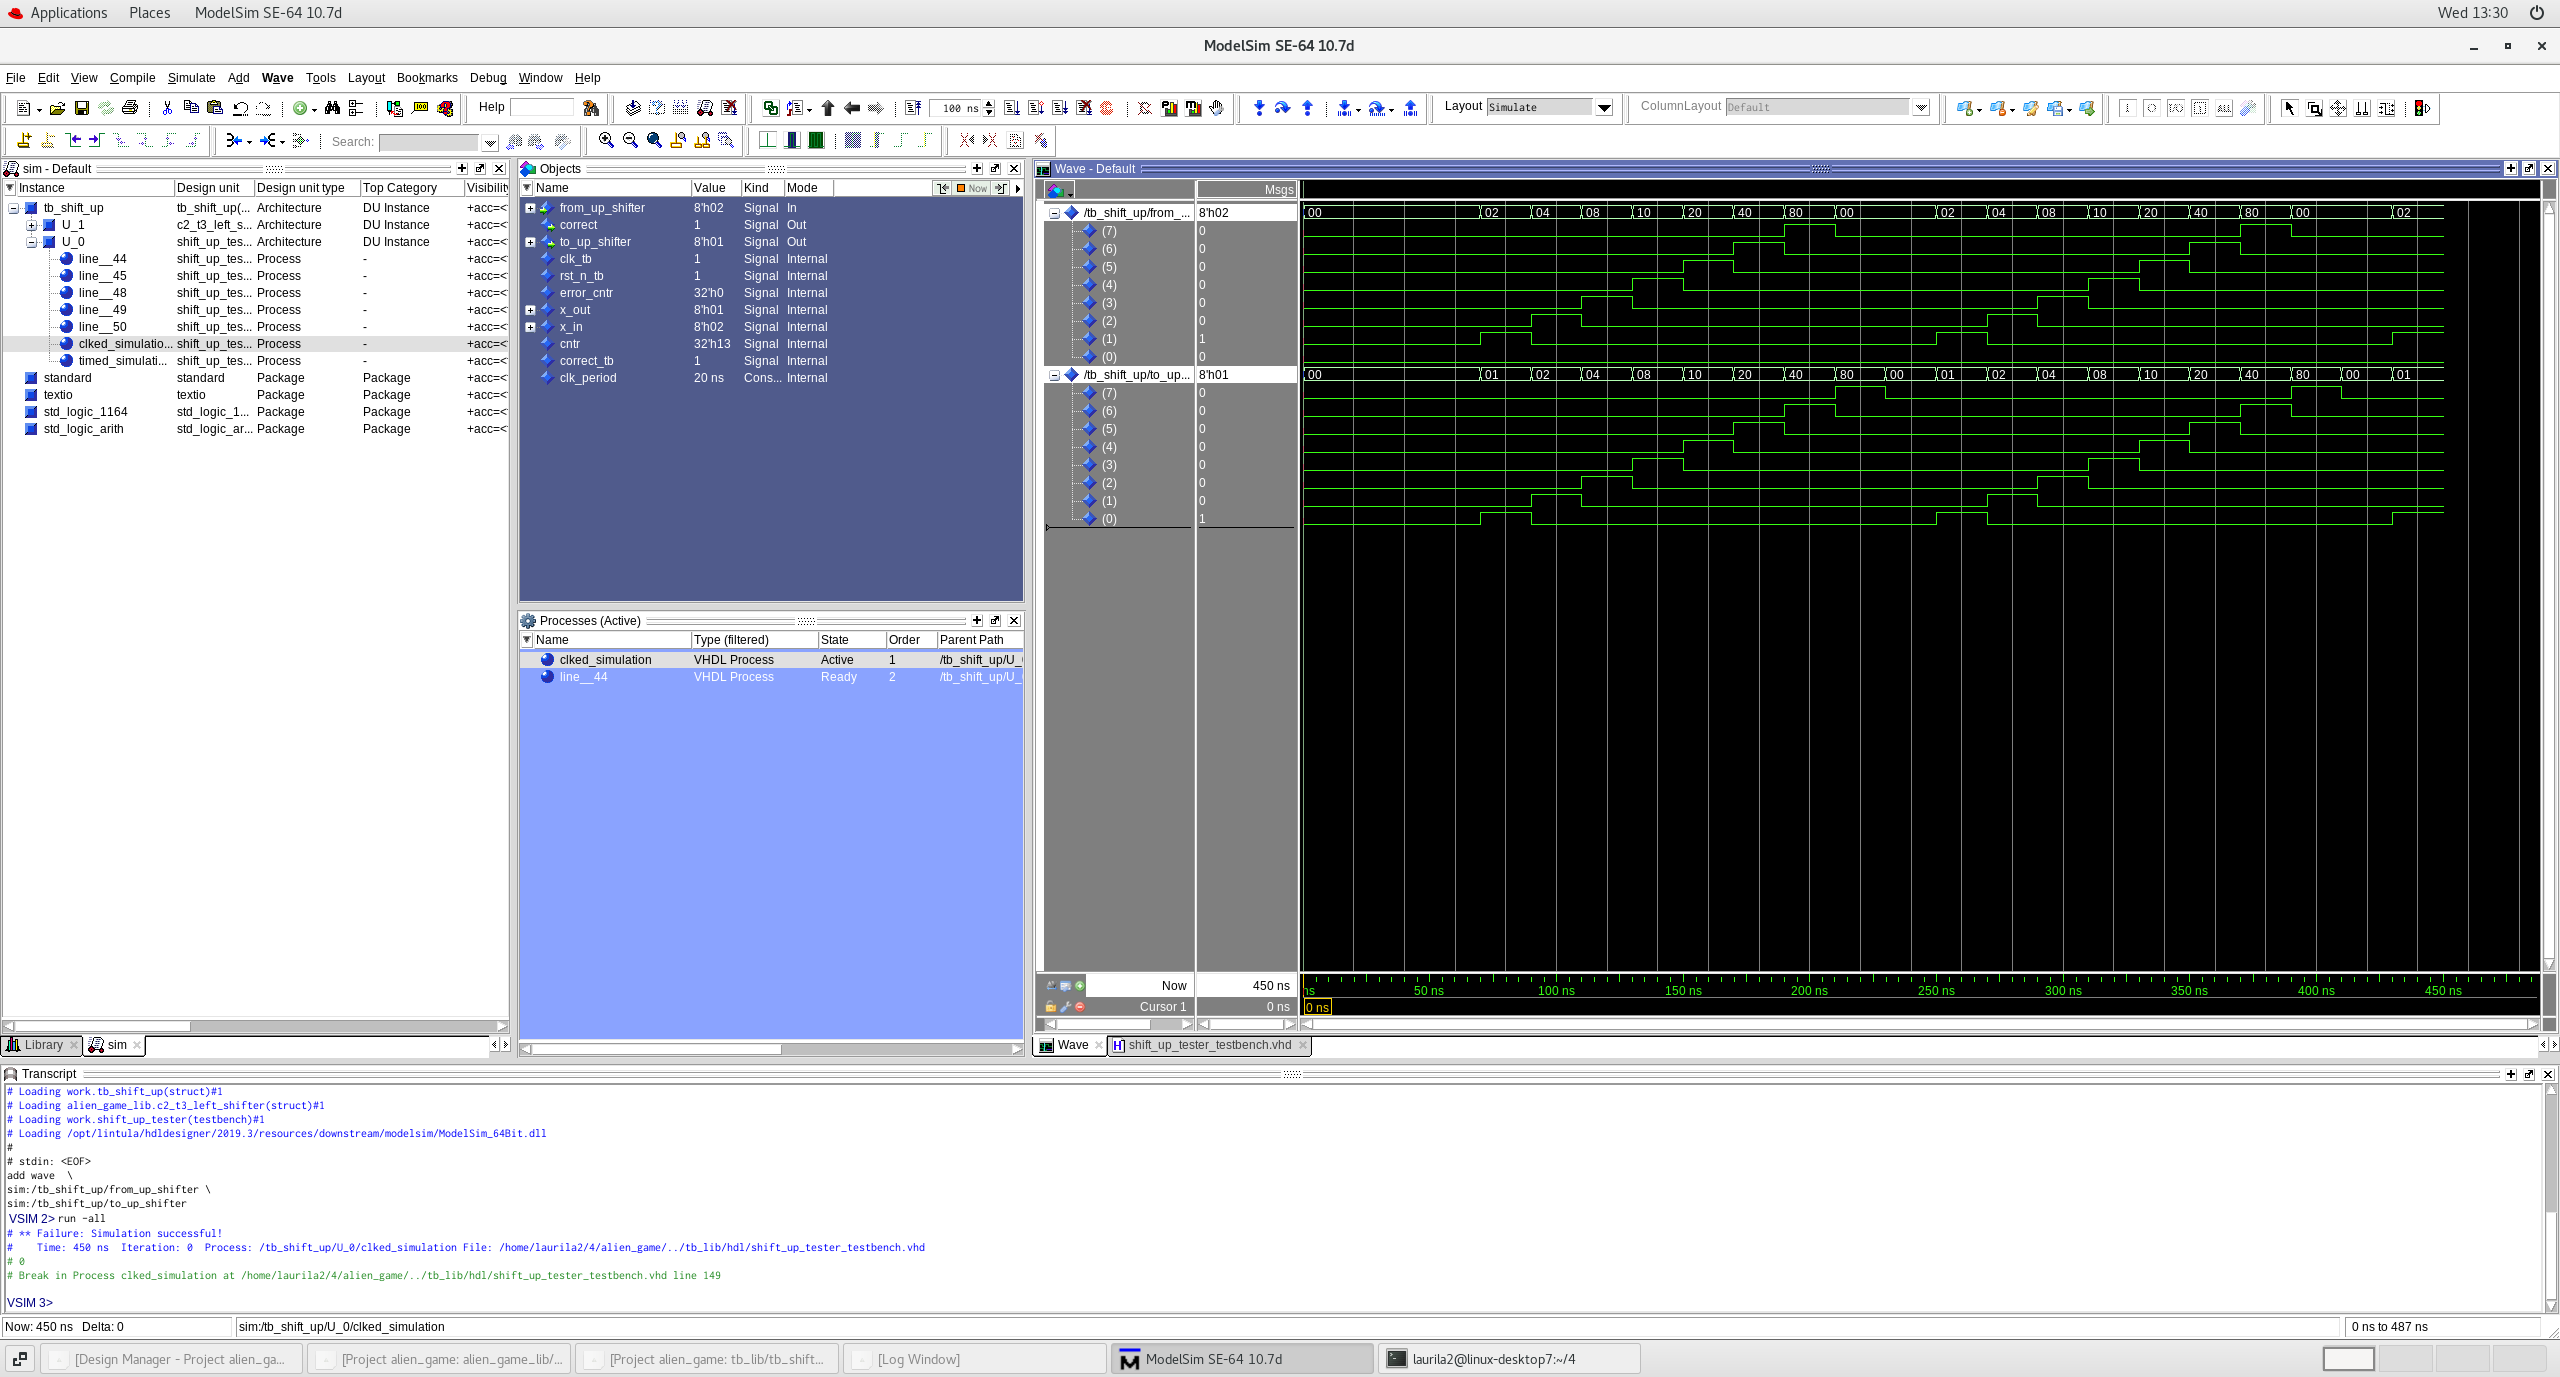 Applications Places ModelSim SE-64 10.7d Wed 13:30
ModelSim SE-64 10.7d
File Edit View Compile Simulate Add Wave Tools Layout Bookmarks Debug Window Help
Help 100 ns Layout Simulate ColumnLayout Default
Search:
sim - Default
Instance Design unit Design unit type Top Category Visibility
tb_shift_up tb_shift_up(... Architecture DU Instance +acc=<
U_1 c2_t3_left_s... Architecture DU Instance +acc=<
U_0 shift_up_tes... Architecture DU Instance +acc=<
line__44 shift_up_tes... Process - +acc=<
line__45 shift_up_tes... Process - +acc=<
line__48 shift_up_tes... Process - +acc=<
line__49 shift_up_tes... Process - +acc=<
line__50 shift_up_tes... Process - +acc=<
clked_simulatio... shift_up_tes... Process - +acc=<
timed_simulati... shift_up_tes... Process - +acc=<
standard standard Package Package +acc=<
textio textio Package Package +acc=<
std_logic_1164 std_logic_1... Package Package +acc=<
std_logic_arith std_logic_ar... Package Package +acc=<
Library sim
Objects
Name Value Kind Mode Now
from_up_shifter 8'h02 Signal In
correct 1 Signal Out
to_up_shifter 8'h01 Signal Out
clk_tb 1 Signal Internal
rst_n_tb 1 Signal Internal
error_cntr 32'h0 Signal Internal
x_out 8'h01 Signal Internal
x_in 8'h02 Signal Internal
cntr 32'h13 Signal Internal
correct_tb 1 Signal Internal
clk_period 20 ns Cons... Internal
Processes (Active)
Name Type (filtered) State Order Parent Path
clked_simulation VHDL Process Active 1 /tb_shift_up/U_
line__44 VHDL Process Ready 2 /tb_shift_up/U_
Wave - Default
Msgs
/tb_shift_up/from_... 8'h02 00 02 04 08 10 20 40 80 00 02 04 08 10 20 40 80 00 02
(7) 0
(6) 0
(5) 0
(4) 0
(3) 0
(2) 0
(1) 1
(0) 0
/tb_shift_up/to_up... 8'h01 00 01 02 04 08 10 20 40 80 00 01 02 04 08 10 20 40 80 00 01
(7) 0
(6) 0
(5) 0
(4) 0
(3) 0
(2) 0
(1) 0
(0) 1
Now 450 ns ns 50 ns 100 ns 150 ns 200 ns 250 ns 300 ns 350 ns 400 ns 450 ns
Cursor 1 0 ns 0 ns
Wave shift_up_tester_testbench.vhd
Transcript
# Loading work.tb_shift_up(struct)#1
# Loading alien_game_lib.c2_t3_left_shifter(struct)#1
# Loading work.shift_up_tester(testbench)#1
# Loading /opt/lintula/hdldesigner/2019.3/resources/downstream/modelsim/ModelSim_64Bit.dll
#
# stdin: <EOF>
add wave \
sim:/tb_shift_up/from_up_shifter \
sim:/tb_shift_up/to_up_shifter
VSIM 2> run -all
# ** Failure: Simulation successful!
# Time: 450 ns Iteration: 0 Process: /tb_shift_up/U_0/clked_simulation File: /home/laurila2/4/alien_game/../tb_lib/hdl/shift_up_tester_testbench.vhd
# 0
# Break in Process clked_simulation at /home/laurila2/4/alien_game/../tb_lib/hdl/shift_up_tester_testbench.vhd line 149
VSIM 3>
Now: 450 ns Delta: 0 sim:/tb_shift_up/U_0/clked_simulation 0 ns to 487 ns
[Design Manager - Project alien_ga... [Project alien_game: alien_game_lib/... [Project alien_game: tb_lib/tb_shift... [Log Window] ModelSim SE-64 10.7d laurila2@linux-desktop7:~/4